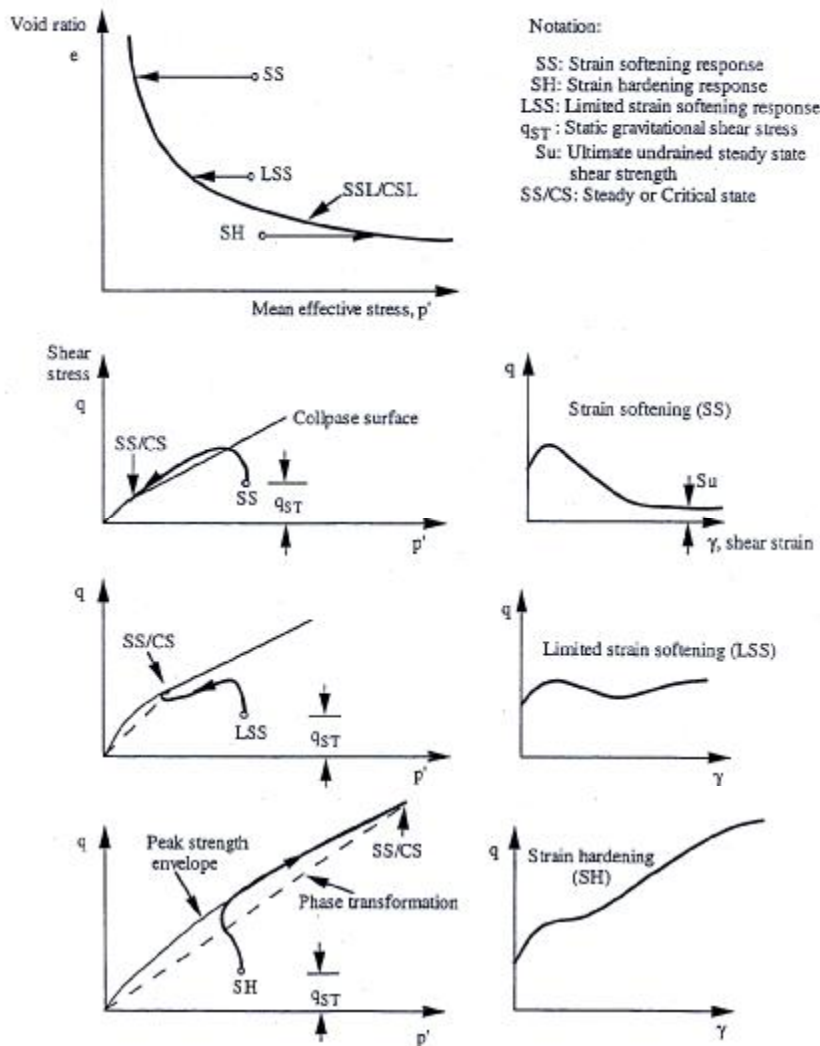 Void ratio
e
SS
LSS
SSL/CSL
SH
Mean effective stress, p'
Notation:
SS: Strain softening response
SH: Strain hardening response
LSS: Limited strain softening response
qST : Static gravitational shear stress
Su: Ultimate undrained steady state
shear strength
SS/CS: Steady or Critical state
Shear
stress
q
Collpase surface
SS/CS
SS
qST
p'
q
Strain softening (SS)
Su
γ, shear strain
q
SS/CS
LSS
qST
p'
q
Limited strain softening (LSS)
γ
q
Peak strength
envelope
SS/CS
Phase transformation
SH
qST
p'
q
Strain hardening
(SH)
γ